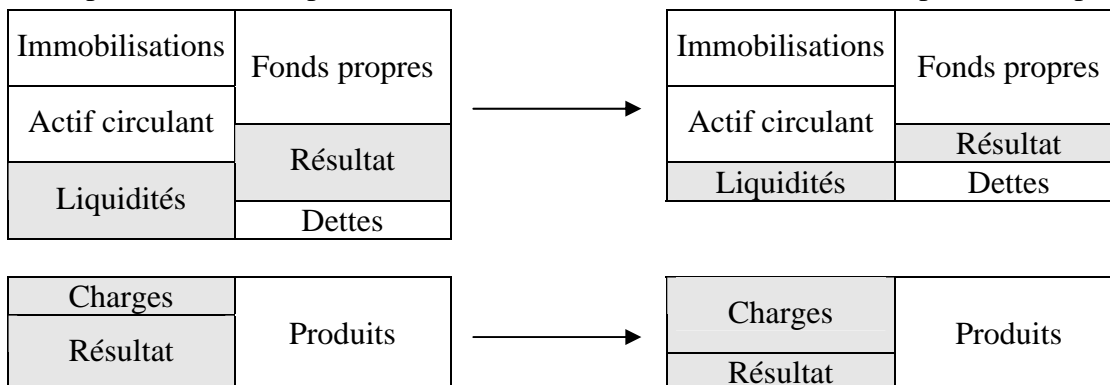 Immobilisations
Fonds propres
Actif circulant
Résultat
Liquidités
Dettes
Immobilisations
Fonds propres
Actif circulant
Résultat
Liquidités
Dettes
Charges
Produits
Résultat
Charges
Produits
Résultat